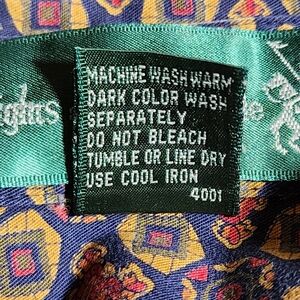 MACHINE WASH WARM
DARK COLOR WASH
SEPARATELY
DO NOT BLEACH
TUMBLE OR LINE DRY
USE COOL IRON
4001